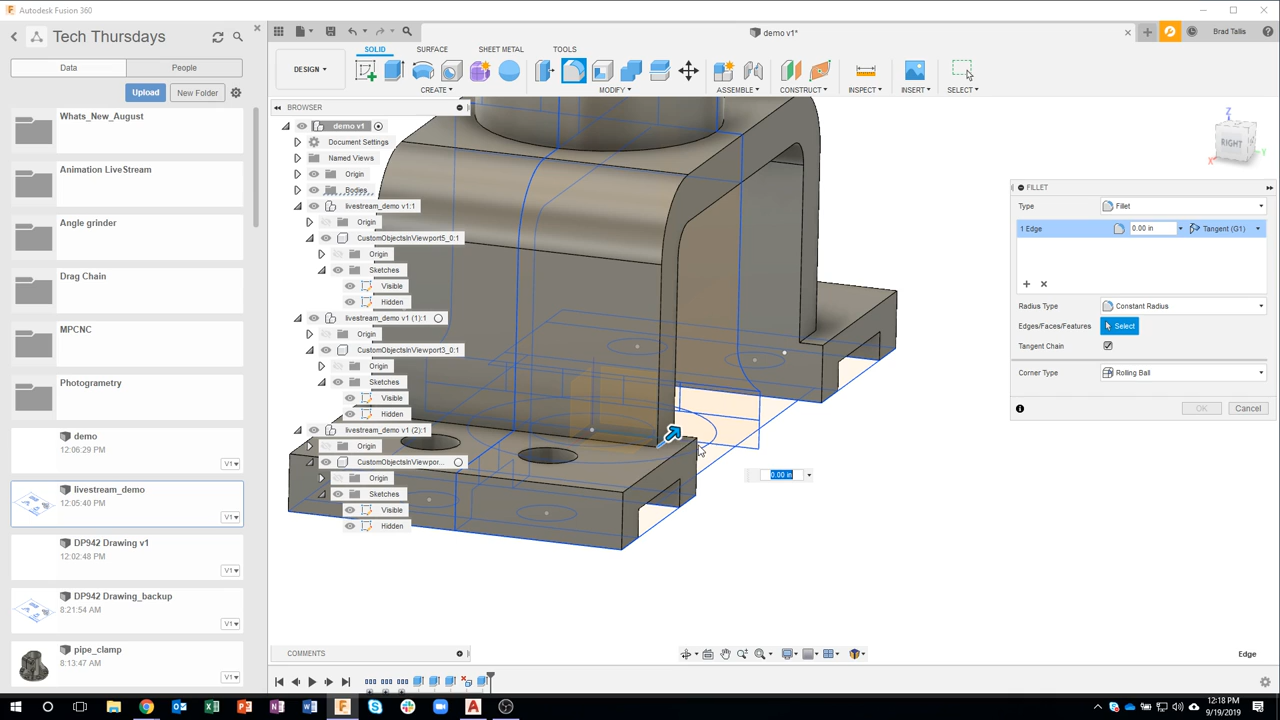 Autodesk Fusion 360
Tech Thursdays
demo v1*
Brad Tallis
Data
People
Upload
New Folder
Whats_New_August
Animation LiveStream
Angle grinder
Drag Chain
MPCNC
Photogrametry
demo
12:06:29 PM
V1▾
livestream_demo
12:05:40 PM
V1▾
DP942 Drawing v1
12:02:48 PM
V1▾
DP942 Drawing_backup
8:21:54 AM
V1▾
pipe_clamp
8:13:47 AM
V1▾
DESIGN ▾
SOLID
SURFACE
SHEET METAL
TOOLS
CREATE ▾
MODIFY ▾
ASSEMBLE ▾
CONSTRUCT ▾
INSPECT ▾
INSERT ▾
SELECT ▾
BROWSER
demo v1
Document Settings
Named Views
Origin
Bodies
livestream_demo v1:1
Origin
CustomObjectsInViewport5_0:1
Origin
Sketches
Visible
Hidden
livestream_demo v1 (1):1
Origin
CustomObjectsInViewport3_0:1
Origin
Sketches
Visible
Hidden
livestream_demo v1 (2):1
Origin
CustomObjectsInViewpor...
Origin
Sketches
Visible
Hidden
Z
RIGHT
X
Y
FILLET
Type
Fillet
1 Edge
0.00 in
Tangent (G1)
Radius Type
Constant Radius
Edges/Faces/Features
Select
Tangent Chain
Corner Type
Rolling Ball
OK
Cancel
0.00 in
COMMENTS
Edge
12:18 PM
9/19/2019